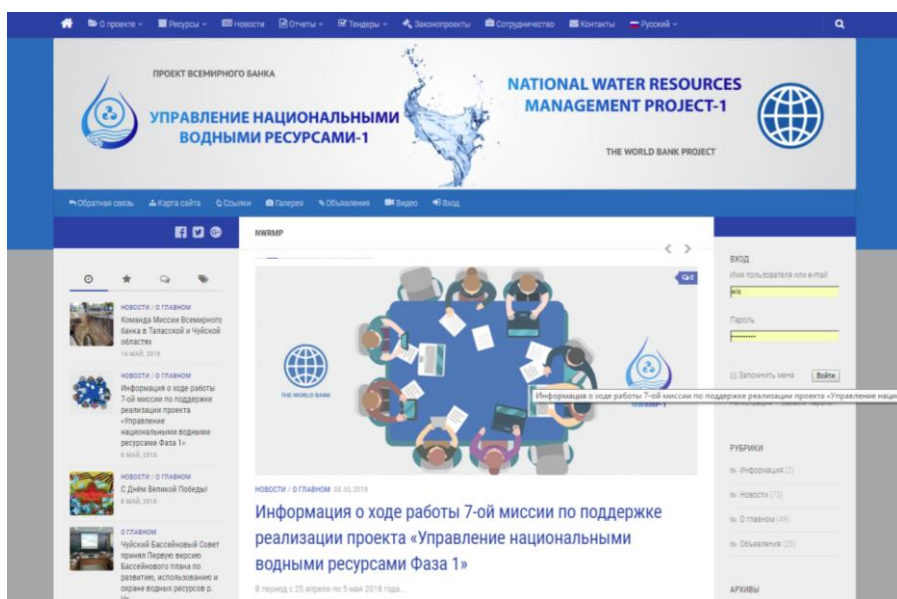 О проекте
Ресурсы
Новости
Отчеты
Тендеры
Законопроекты
Сотрудничество
Контакты
Русский
ПРОЕКТ ВСЕМИРНОГО БАНКА
УПРАВЛЕНИЕ НАЦИОНАЛЬНЫМИ
ВОДНЫМИ РЕСУРСАМИ-1
NATIONAL WATER RESOURCES
MANAGEMENT PROJECT-1
THE WORLD BANK PROJECT
Обратная связь
Карта сайта
Ссылки
Галерея
Объявления
Видео
Вход
NWRMP
НОВОСТИ / О ГЛАВНОМ
Команда Миссии Всемирного
банка в Таласской и Чуйской
областях
14 МАЙ, 2018
НОВОСТИ / О ГЛАВНОМ
Информация о ходе работы
7-ой миссии по поддержке
реализации проекта
«Управление
национальными водными
ресурсами Фаза 1»
8 МАЙ, 2018
НОВОСТИ / О ГЛАВНОМ
С Днём Великой Победы!
8 МАЙ, 2018
О ГЛАВНОМ
Чуйский Бассейновый Совет
принял Первую версию
Бассейнового плана по
развитию, использованию и
охране водных ресурсов р.
0
THE WORLD BANK
NWRMP-1
Информация о ходе работы 7-ой миссии по поддержке реализации проекта «Управление наци
НОВОСТИ / О ГЛАВНОМ 08.05.2018
Информация о ходе работы 7-ой миссии по поддержке
реализации проекта «Управление национальными
водными ресурсами Фаза 1»
В период с 25 апреля по 5 мая 2018 года...
ВХОД
Имя пользователя или e-mail
Пароль
Запомнить меня
Войти
РУБРИКИ
Информация (2)
Новости (73)
О главном (49)
Объявления (23)
АРХИВЫ